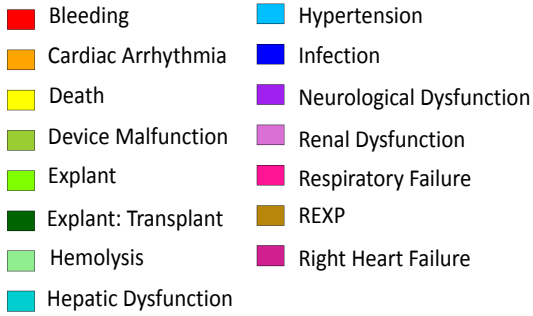 Bleeding
Cardiac Arrhythmia
Death
Device Malfunction
Explant
Explant: Transplant
Hemolysis
Hepatic Dysfunction
Hypertension
Infection
Neurological Dysfunction
Renal Dysfunction
Respiratory Failure
REXP
Right Heart Failure